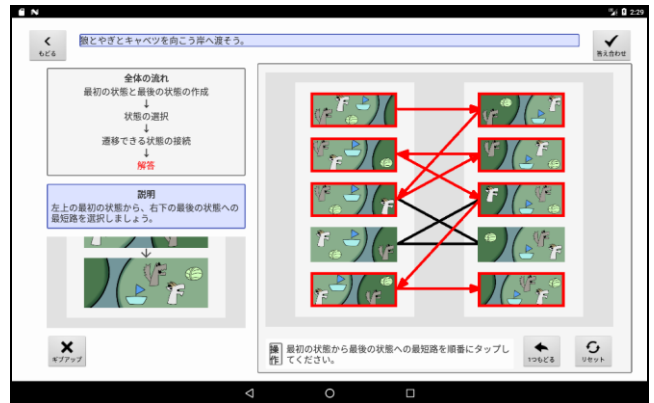 2:29
もどる
狼とやぎとキャベツを向こう岸へ渡そう。
答え合わせ
全体の流れ
最初の状態と最後の状態の作成
↓
状態の選択
↓
遷移できる状態の接続
↓
解答
説明
左上の最初の状態から、右下の最後の状態への
最短路を選択しましょう。
ギブアップ
操作
最初の状態から最後の状態への最短路を順番にタップし
てください。
1つもどる
リセット